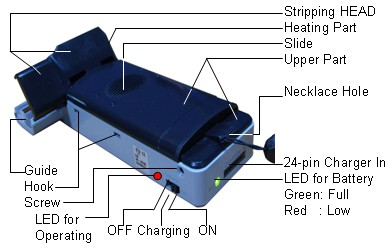 Stripping HEAD
Heating Part
Slide
Upper Part
Necklace Hole
24-pin Charger In
LED for Battery
Green: Full
Red : Low
Guide
Hook
Screw
LED for
Operating
OFF Charging ON